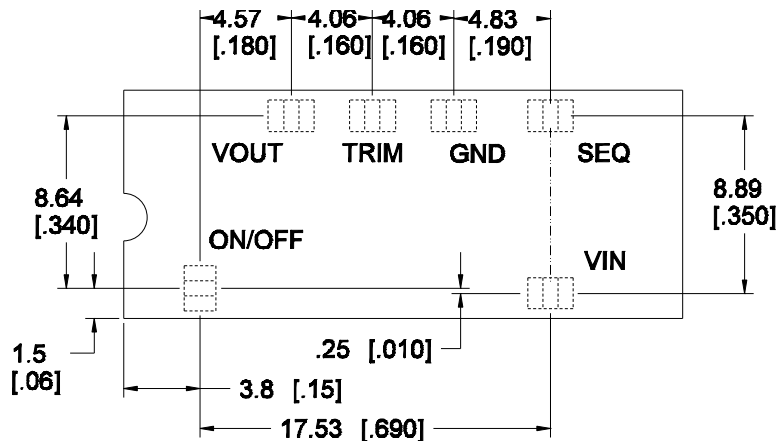 4.57 4.06 4.06 4.83
[.180] [.160] [.160] [.190]
VOUT TRIM GND SEQ
8.64
[.340]
8.89
[.350]
ON/OFF
VIN
1.5
[.06]
.25 [.010]
3.8 [.15]
17.53 [.690]